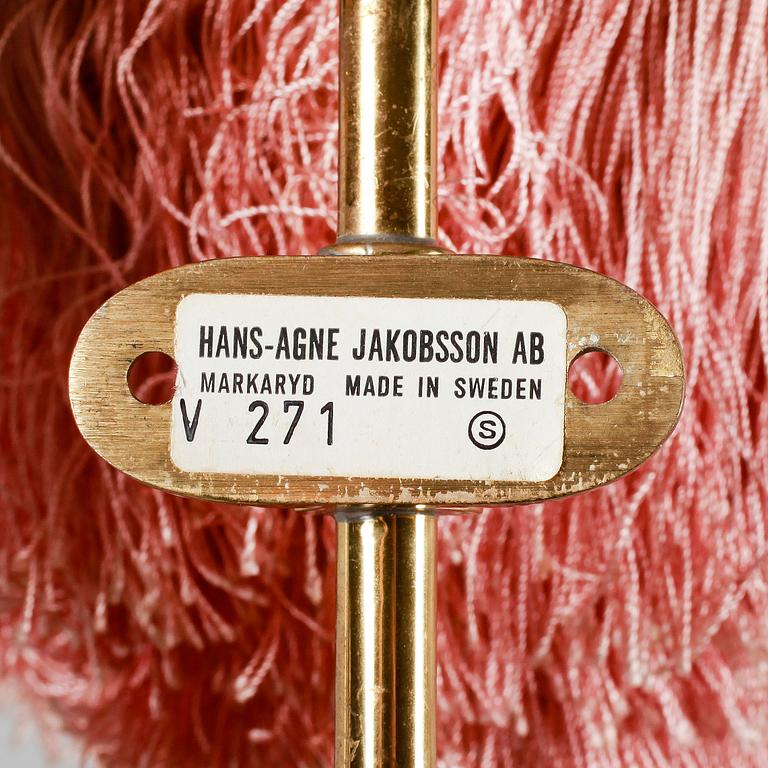 HANS-AGNE JAKOBSSON AB
MARKARYD MADE IN SWEDEN
V 271 Ⓢ